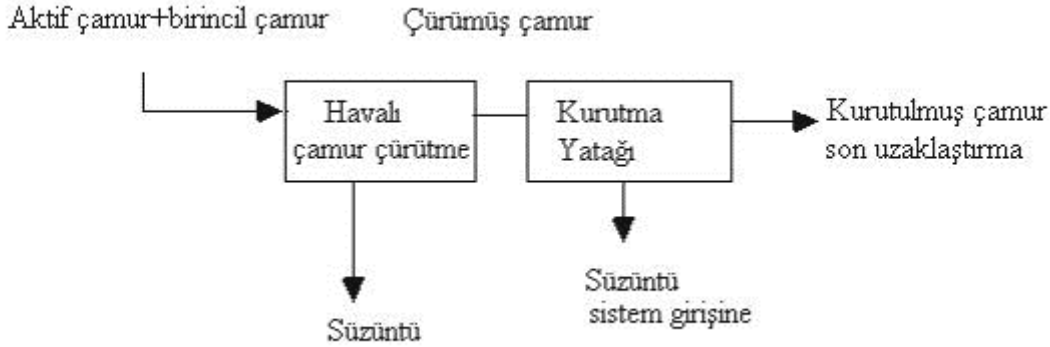 Aktif çamur+birincil çamur
Çürümüş çamur
Havalı
çamur çürütme
Kurutma
Yatağı
Kurutulmuş çamur
son uzaklaştırma
Süzüntü
Süzüntü
sistem girişine